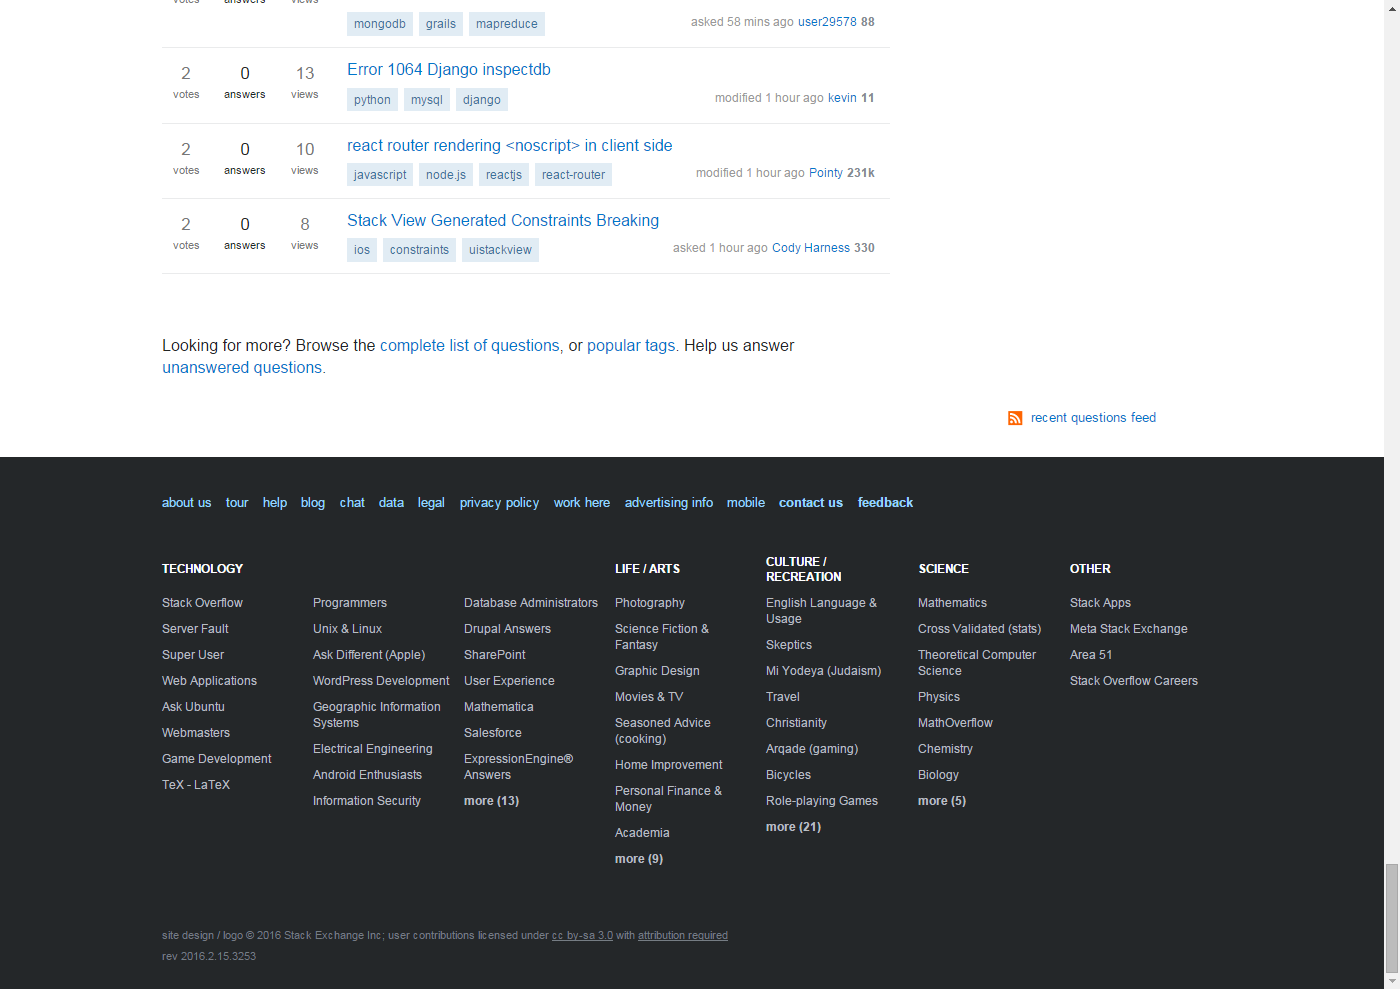 votes answers views
mongodb grails mapreduce asked 58 mins ago user29578 88
2 0 13 Error 1064 Django inspectdb
votes answers views
python mysql django modified 1 hour ago kevin 11
2 0 10 react router rendering <noscript> in client side
votes answers views
javascript node.js reactjs react-router modified 1 hour ago Pointy 231k
2 0 8 Stack View Generated Constraints Breaking
votes answers views
ios constraints uistackview asked 1 hour ago Cody Harness 330
Looking for more? Browse the complete list of questions, or popular tags. Help us answer
unanswered questions.
recent questions feed
about us tour help blog chat data legal privacy policy work here advertising info mobile contact us feedback
TECHNOLOGY
Stack Overflow
Server Fault
Super User
Web Applications
Ask Ubuntu
Webmasters
Game Development
TeX - LaTeX
Programmers
Unix & Linux
Ask Different (Apple)
WordPress Development
Geographic Information
Systems
Electrical Engineering
Android Enthusiasts
Information Security
Database Administrators
Drupal Answers
SharePoint
User Experience
Mathematica
Salesforce
ExpressionEngine®
Answers
more (13)
LIFE / ARTS
Photography
Science Fiction &
Fantasy
Graphic Design
Movies & TV
Seasoned Advice
(cooking)
Home Improvement
Personal Finance &
Money
Academia
more (9)
CULTURE /
RECREATION
English Language &
Usage
Skeptics
Mi Yodeya (Judaism)
Travel
Christianity
Arqade (gaming)
Bicycles
Role-playing Games
more (21)
SCIENCE
Mathematics
Cross Validated (stats)
Theoretical Computer
Science
Physics
MathOverflow
Chemistry
Biology
more (5)
OTHER
Stack Apps
Meta Stack Exchange
Area 51
Stack Overflow Careers
site design / logo © 2016 Stack Exchange Inc; user contributions licensed under cc by-sa 3.0 with attribution required
rev 2016.2.15.3253